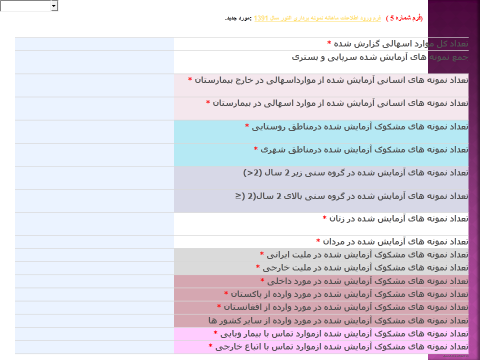 (فرم شماره 5 ) فرم ورود اطلاعات ماهانه نمونه برداری التور سال 1395 :مورد جدید.
تعداد کل موارد اسهالی گزارش شده *
جمع نمونه های آزمایش شده سرپایی و بستری
تعداد نمونه های انسانی آزمایش شده از موارداسهالی در خارج بیمارستان *
تعداد نمونه های انسانی آزمایش شده از موارد اسهالی در بیمارستان *
تعداد نمونه های مشکوک آزمایش شده درمناطق روستایی *
تعداد نمونه های مشکوک آزمایش شده درمناطق شهری *
تعداد نمونه های آزمایش شده در گروه سنی زیر 2 سال (2>)
تعداد نمونه های آزمایش شده در گروه سنی بالای 2 سال(2 ≤)
تعداد نمونه های آزمایش شده در زنان *
تعداد نمونه های آزمایش شده در مردان *
تعداد نمونه های مشکوک آزمایش شده در ملیت ایرانی *
تعداد نمونه های مشکوک آزمایش شده در ملیت خارجی *
تعداد نمونه های مشکوک آزمایش شده در مورد داخلی *
تعداد نمونه های مشکوک آزمایش شده در مورد وارده از پاکستان *
تعداد نمونه های مشکوک آزمایش شده در مورد وارده از افغانستان *
تعداد نمونه های مشکوک آزمایش شده در مورد وارده از سایر کشور ها
تعداد نمونه های مشکوک آزمایش شده ازموارد تماس با بیمار وبایی *
تعداد نمونه های مشکوک آزمایش شده ازموارد تماس با اتباع خارجی *